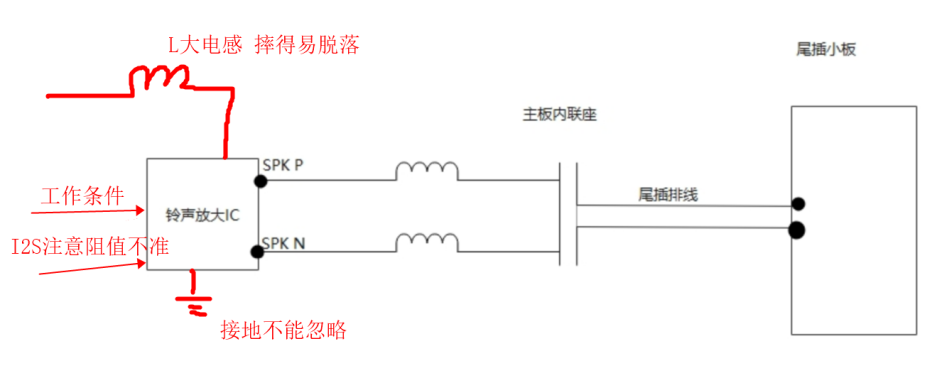 L大电感 摔得易脱落
尾插小板
主板内联座
SPK P
工作条件
尾插排线
铃声放大IC
SPK N
I2S注意阻值不准
接地不能忽略